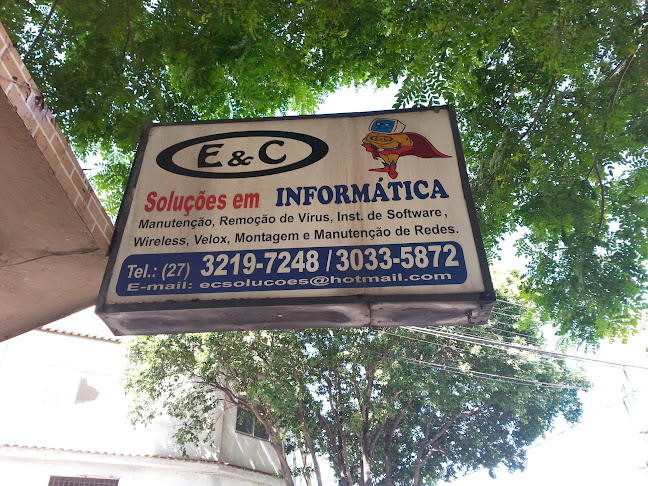 E & C
Soluções em INFORMÁTICA
Manutenção, Remoção de Vírus, Inst. de Software,
Wireless, Velox, Montagem e Manutenção de Redes.
Tel.: (27) 3219-7248 / 3033-5872
E-mail: ecsolucoes@hotmail.com